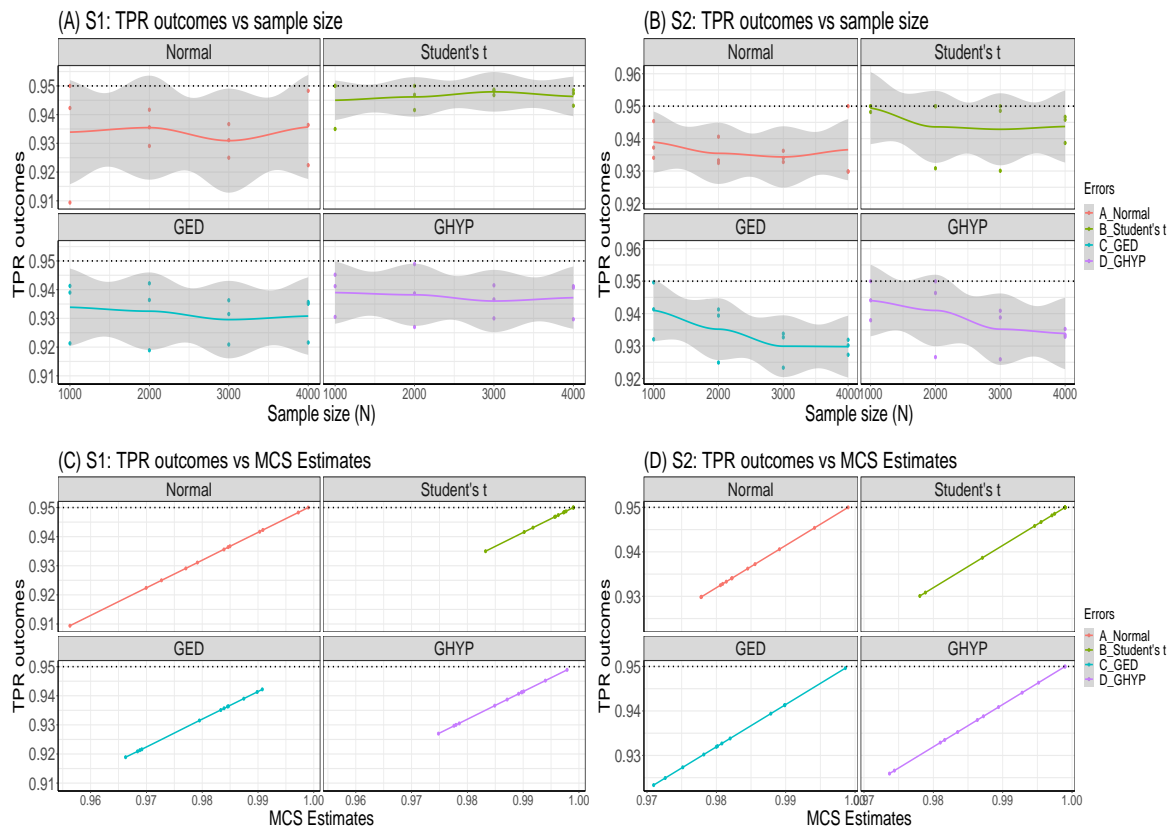 (A) S1: TPR outcomes vs sample size
Normal
Student's t
0.95
0.94
0.93
0.92
0.91
GED
GHYP
0.95
0.94
0.93
0.92
0.91
1000
2000
3000
4000
1000
2000
3000
4000
TPR outcomes
Sample size (N)
(B) S2: TPR outcomes vs sample size
Normal
Student's t
0.96
0.95
0.94
0.93
0.92
GED
GHYP
0.96
0.95
0.94
0.93
0.92
1000
2000
3000
4000
1000
2000
3000
4000
TPR outcomes
Sample size (N)
Errors
A_Normal
B_Student's t
C_GED
D_GHYP
(C) S1: TPR outcomes vs MCS Estimates
Normal
Student's t
0.95
0.94
0.93
0.92
0.91
GED
GHYP
0.95
0.94
0.93
0.92
0.91
0.96
0.97
0.98
0.99
1.00
0.96
0.97
0.98
0.99
1.00
TPR outcomes
MCS Estimates
(D) S2: TPR outcomes vs MCS Estimates
Normal
Student's t
0.95
0.94
0.93
GED
GHYP
0.95
0.94
0.93
0.97
0.98
0.99
1.00
0.97
0.98
0.99
1.00
TPR outcomes
MCS Estimates
Errors
A_Normal
B_Student's t
C_GED
D_GHYP